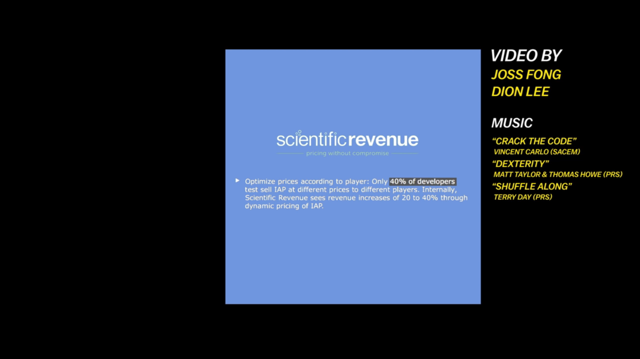 VIDEO BY
JOSS FONG
DION LEE
MUSIC
"CRACK THE CODE"
VINCENT CARLO (SACEM)
"DEXTERITY"
MATT TAYLOR & THOMAS HOWE (PRS)
"SHUFFLE ALONG"
TERRY DAY (PRS)
scientificrevenue
pricing without compromise
Optimize prices according to player: Only 40% of developers
test sell IAP at different prices to different players. Internally,
Scientific Revenue sees revenue increases of 20 to 40% through
dynamic pricing of IAP.